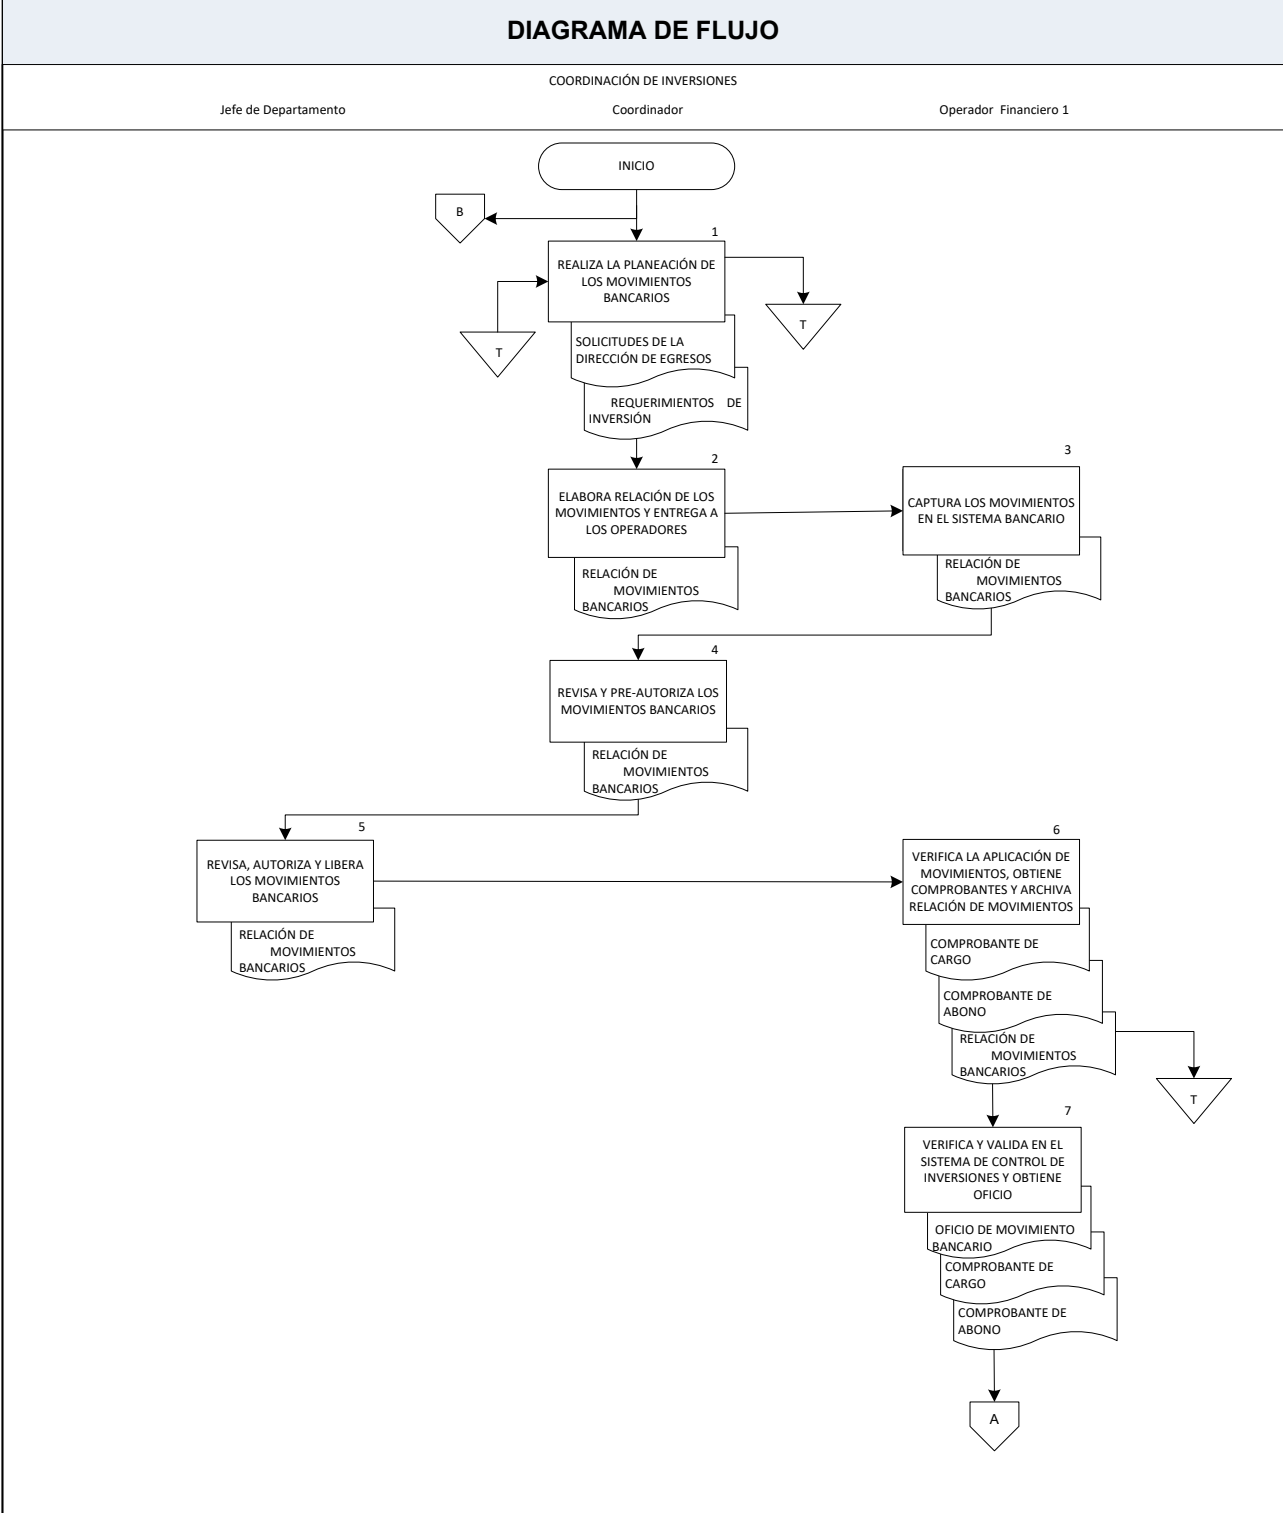 DIAGRAMA DE FLUJO
COORDINACIÓN DE INVERSIONES
Jefe de Departamento
Coordinador
Operador Financiero 1
INICIO
B
1
REALIZA LA PLANEACIÓN DE
LOS MOVIMIENTOS
BANCARIOS
T
T
SOLICITUDES DE LA
DIRECCIÓN DE EGRESOS
REQUERIMIENTOS DE
INVERSIÓN
2
ELABORA RELACIÓN DE LOS
MOVIMIENTOS Y ENTREGA A
LOS OPERADORES
RELACIÓN DE
MOVIMIENTOS
BANCARIOS
3
CAPTURA LOS MOVIMIENTOS
EN EL SISTEMA BANCARIO
RELACIÓN DE
MOVIMIENTOS
BANCARIOS
4
REVISA Y PRE-AUTORIZA LOS
MOVIMIENTOS BANCARIOS
RELACIÓN DE
MOVIMIENTOS
BANCARIOS
5
REVISA, AUTORIZA Y LIBERA
LOS MOVIMIENTOS
BANCARIOS
RELACIÓN DE
MOVIMIENTOS
BANCARIOS
6
VERIFICA LA APLICACIÓN DE
MOVIMIENTOS, OBTIENE
COMPROBANTES Y ARCHIVA
RELACIÓN DE MOVIMIENTOS
COMPROBANTE DE
CARGO
COMPROBANTE DE
ABONO
RELACIÓN DE
MOVIMIENTOS
BANCARIOS
T
7
VERIFICA Y VALIDA EN EL
SISTEMA DE CONTROL DE
INVERSIONES Y OBTIENE
OFICIO
OFICIO DE MOVIMIENTO
BANCARIO
COMPROBANTE DE
CARGO
COMPROBANTE DE
ABONO
A